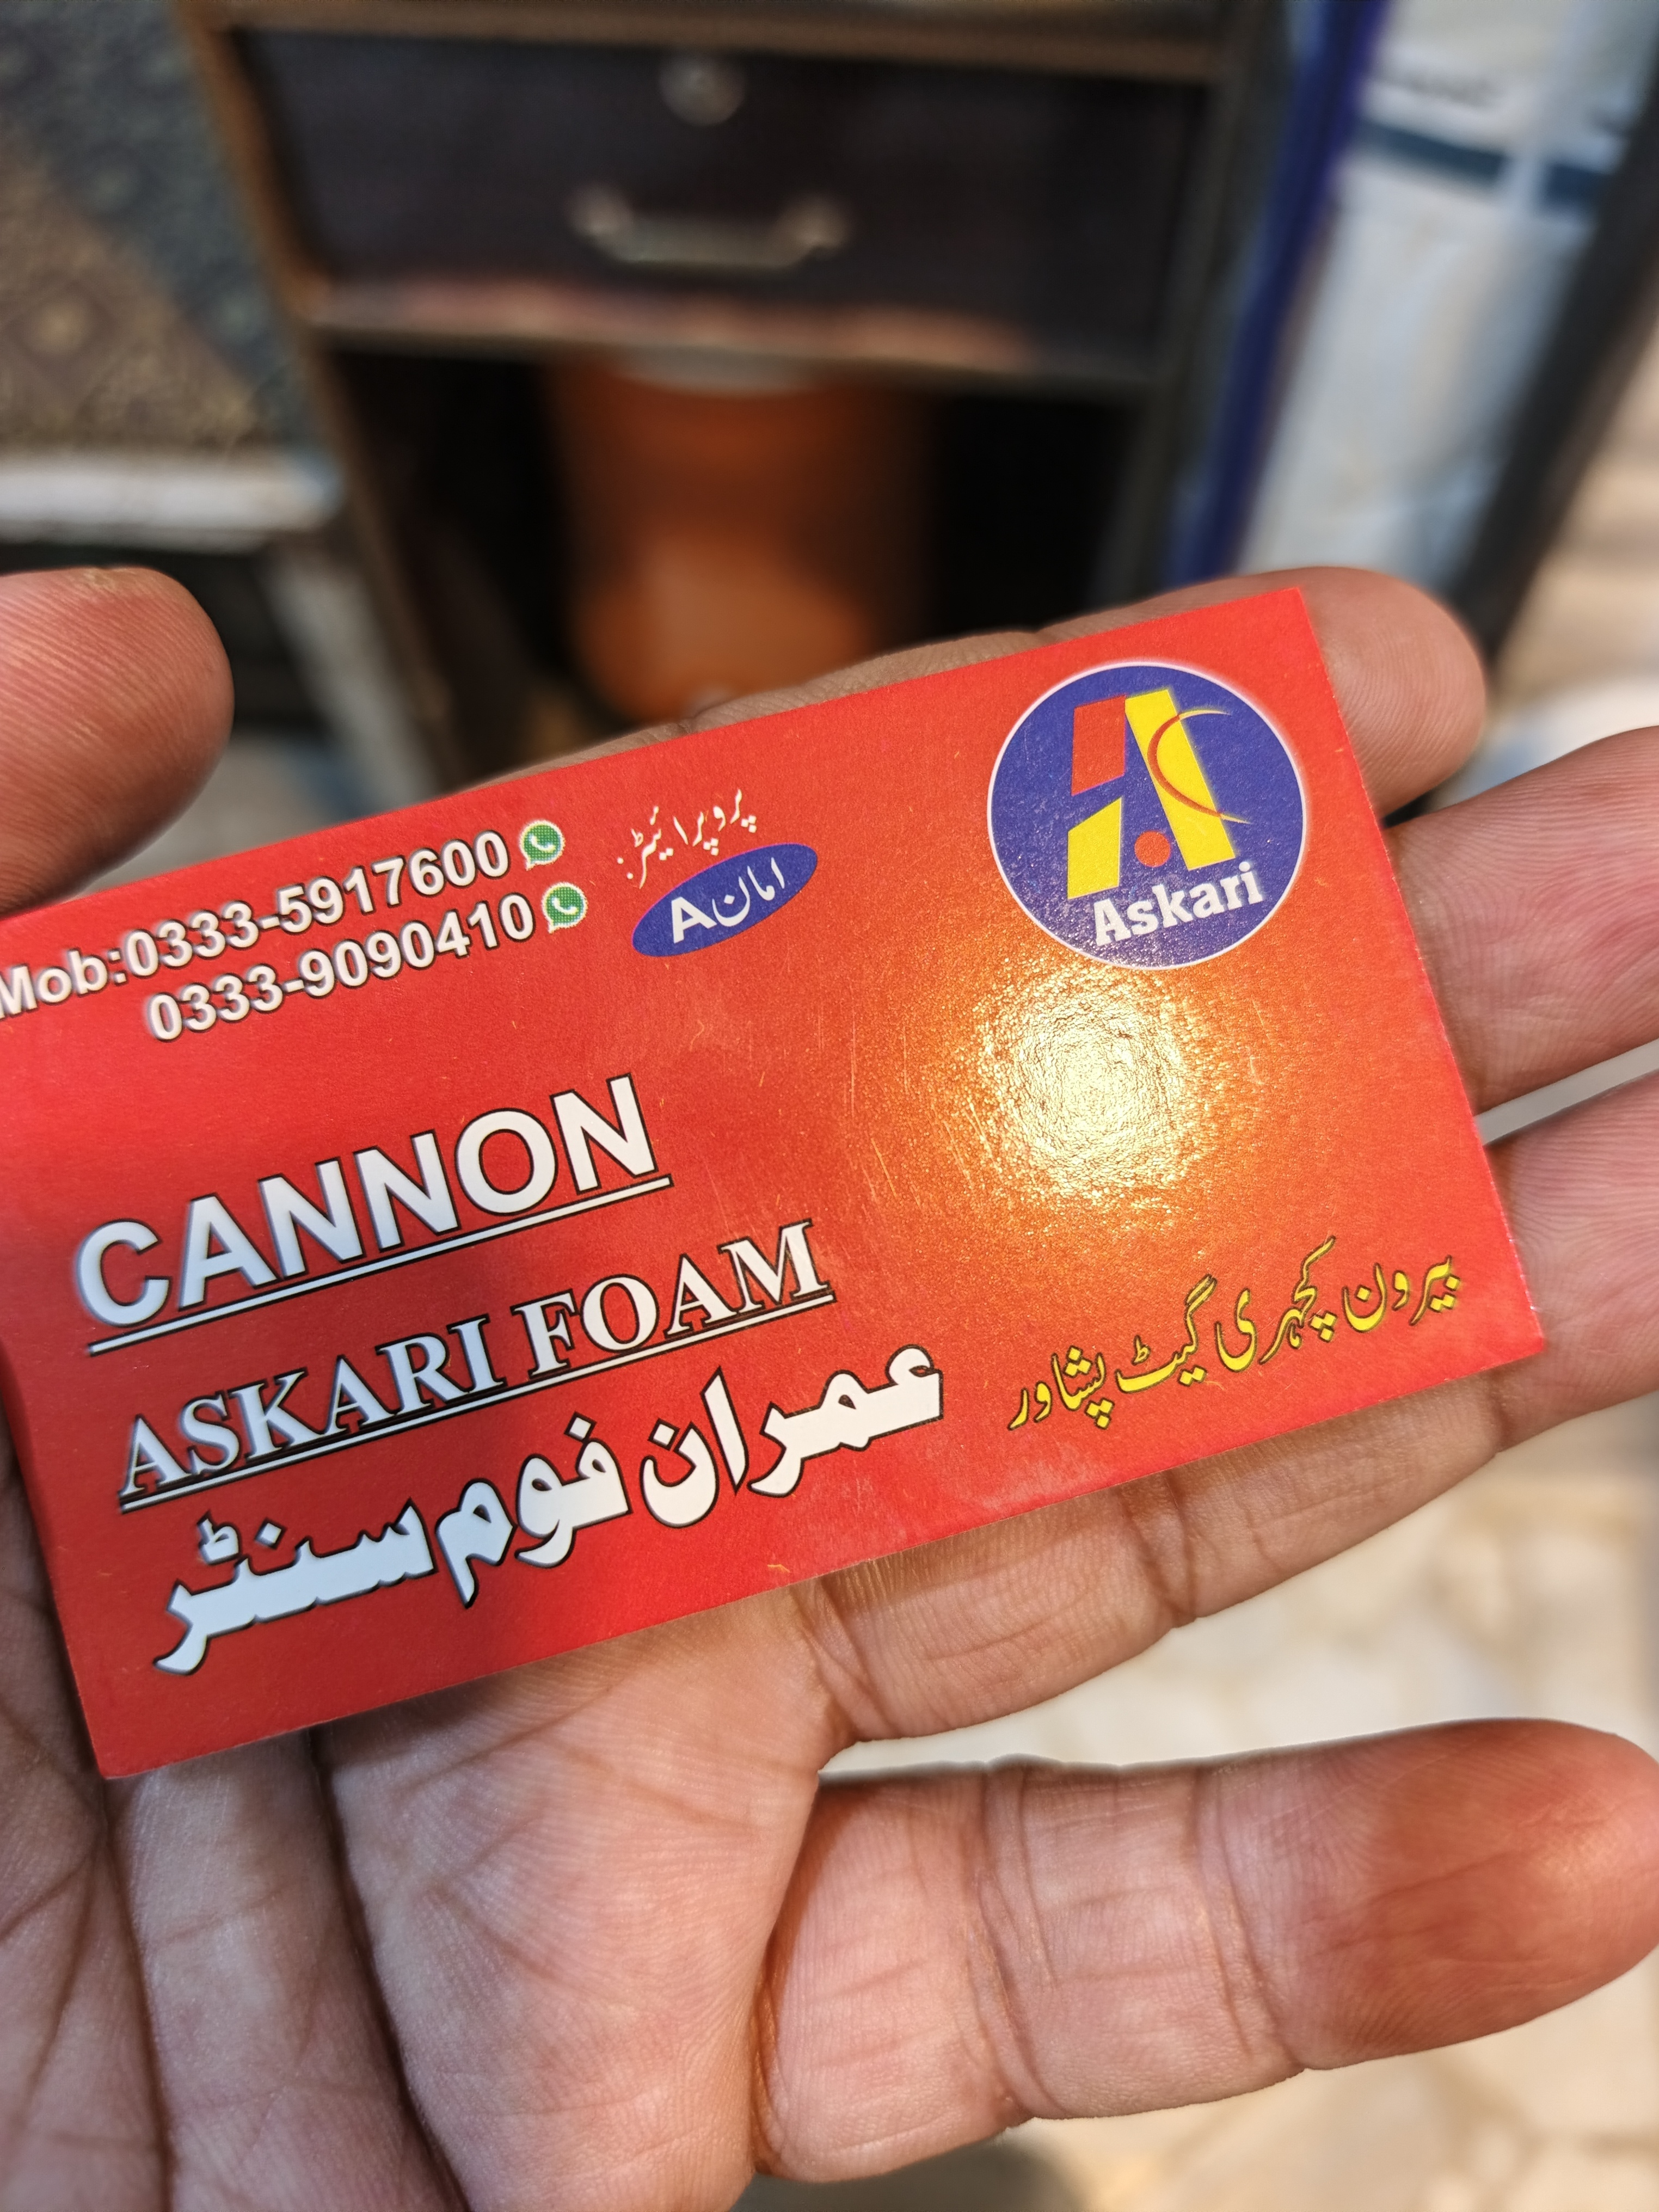 Mob:0333-5917600
0333-9090410
پروپرائیٹر:
امان A
Askari
CANNON
ASKARI FOAM
عمران فوم سنٹر
بیرون کچہری گیٹ پشاور